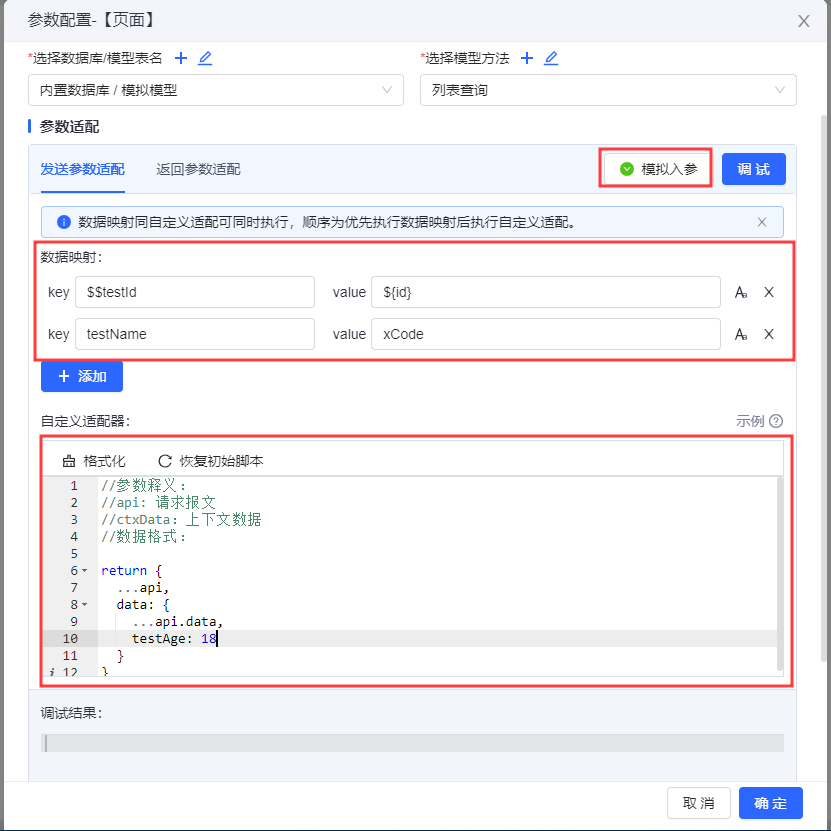 参数配置-【页面】
*选择数据库/模型表名
*选择模型方法
内置数据库 / 模拟模型
列表查询
参数适配
发送参数适配 返回参数适配 模拟入参 调 试
数据映射同自定义适配可同时执行，顺序为优先执行数据映射后执行自定义适配。
数据映射：
key $$testId value ${id}
key testName value xCode
添加
自定义适配器： 示例
格式化 恢复初始脚本
1 //参数释义：
2 //api: 请求报文
3 //ctxData：上下文数据
4 //数据格式：
5
6 return {
7 ...api,
8 data: {
9 ...api.data,
10 testAge: 18
11 }
12 }
调试结果：
取 消 确 定